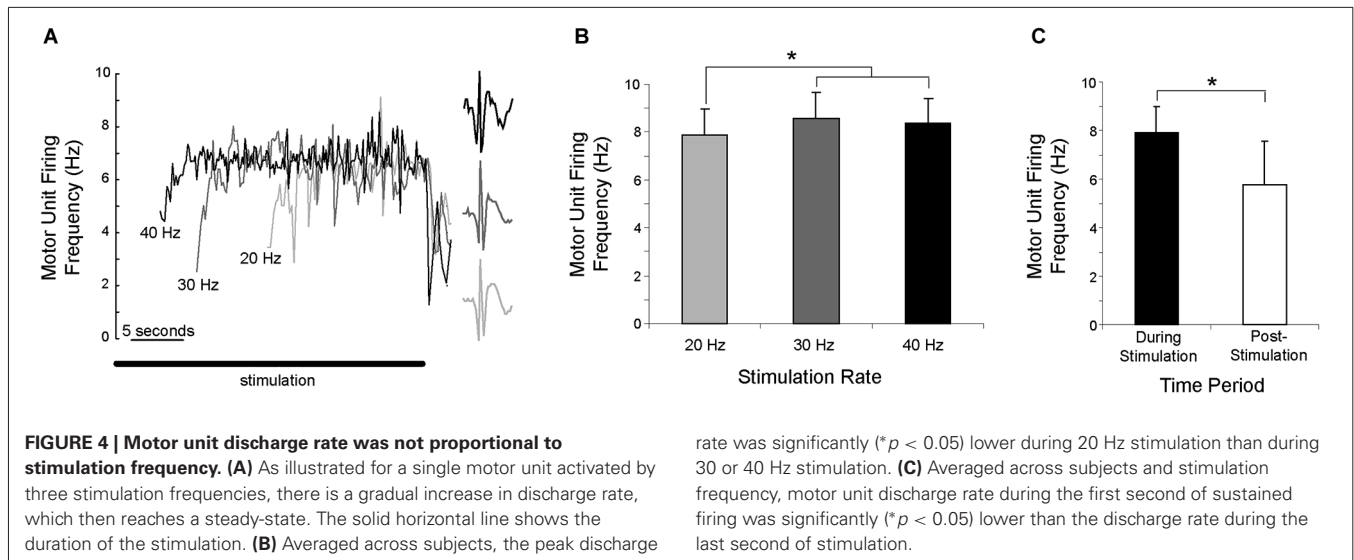 A
B
C
Motor Unit Firing
Frequency (Hz)
10
8
6
4
2
0
40 Hz
30 Hz
20 Hz
5 seconds
stimulation
Motor Unit Firing
Frequency (Hz)
10
8
6
4
2
0
*
20 Hz
30 Hz
40 Hz
Stimulation Rate
Motor Unit Firing
Frequency (Hz)
10
8
6
4
2
0
*
During
Stimulation
Post-
Stimulation
Time Period
FIGURE 4 | Motor unit discharge rate was not proportional to
stimulation frequency. (A) As illustrated for a single motor unit activated by
three stimulation frequencies, there is a gradual increase in discharge rate,
which then reaches a steady-state. The solid horizontal line shows the
duration of the stimulation. (B) Averaged across subjects, the peak discharge
rate was significantly (*p < 0.05) lower during 20 Hz stimulation than during
30 or 40 Hz stimulation. (C) Averaged across subjects and stimulation
frequency, motor unit discharge rate during the first second of sustained
firing was significantly (*p < 0.05) lower than the discharge rate during the
last second of stimulation.